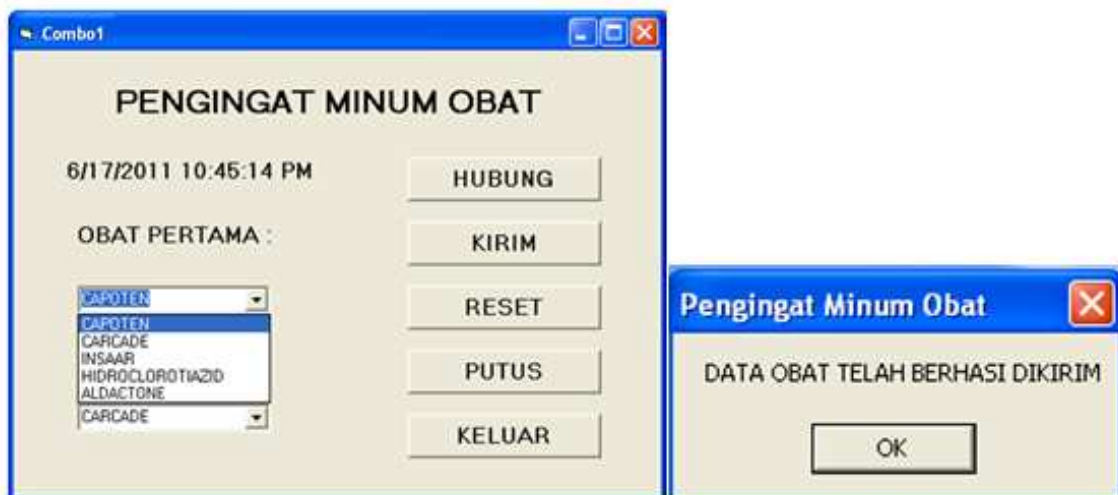 Combo1
PENGINGAT MINUM OBAT
6/17/2011 10:45:14 PM
OBAT PERTAMA :
CAPOTEN
CAPOTEN
CARCADE
INSAAR
HIDROCLOROTIAZID
ALDACTONE
CARCADE
HUBUNG
KIRIM
RESET
PUTUS
KELUAR
Pengingat Minum Obat
DATA OBAT TELAH BERHASI DIKIRIM
OK